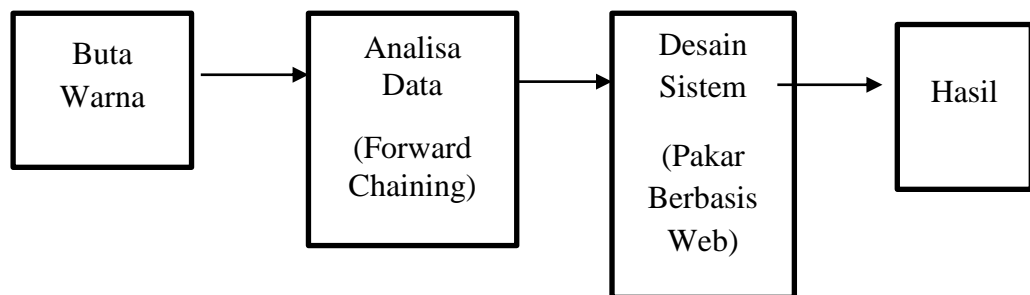 Buta
Warna
Analisa
Data
(Forward
Chaining)
Desain
Sistem
(Pakar
Berbasis
Web)
Hasil